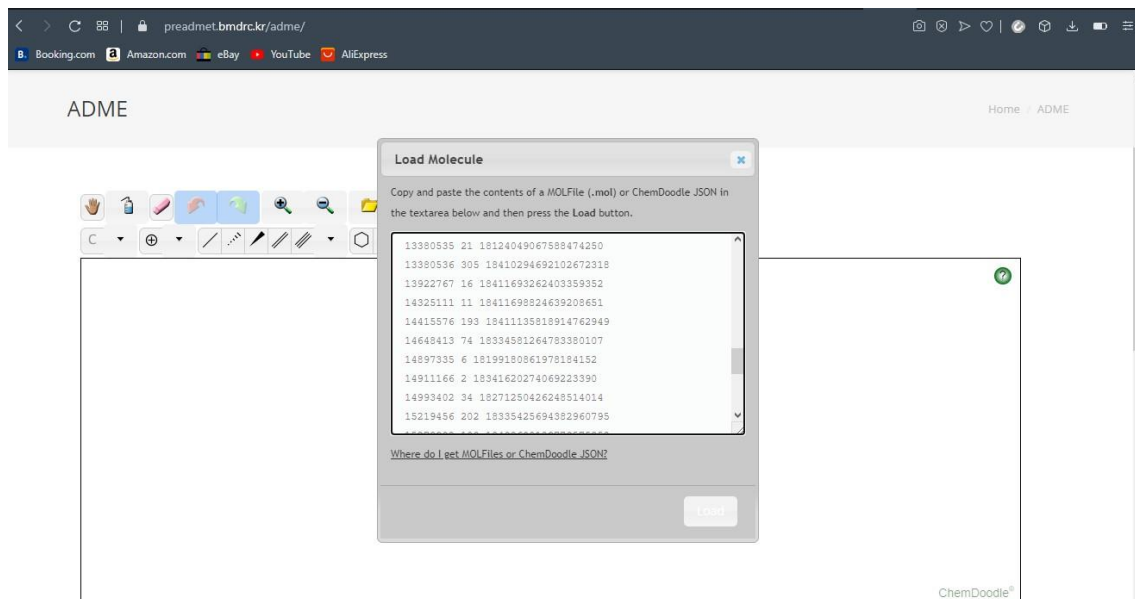 preadmet.bmdrc.kr/adme/
B. Booking.com a Amazon.com eBay YouTube AliExpress
ADME
Home / ADME
Load Molecule
Copy and paste the contents of a MOLFile (.mol) or ChemDoodle JSON in
the textarea below and then press the Load button.
C
13380535 21 18124049067588474250
13380536 305 18410294692102672318
13922767 16 18411693262403359352
14325111 11 18411698824639208651
14415576 193 18411135818914762949
14648413 74 18334581264783380107
14897335 6 18199180861978184152
14911166 2 18341620274069223390
14993402 34 18271250426248514014
15219456 202 18335425694382960795
Where do I get MOLFiles or ChemDoodle JSON?
Load
ChemDoodle®